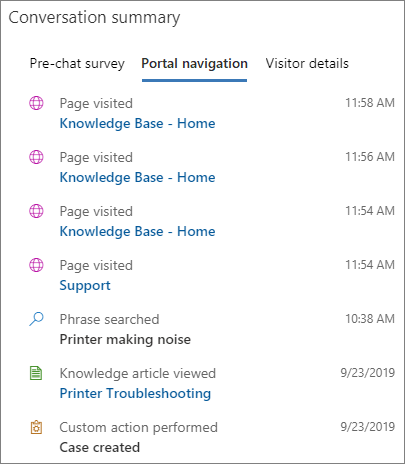 Conversation summary
Pre-chat survey Portal navigation Visitor details
Page visited 11:58 AM
Knowledge Base - Home
Page visited 11:56 AM
Knowledge Base - Home
Page visited 11:54 AM
Knowledge Base - Home
Page visited 11:54 AM
Support
Phrase searched 10:38 AM
Printer making noise
Knowledge article viewed 9/23/2019
Printer Troubleshooting
Custom action performed 9/23/2019
Case created